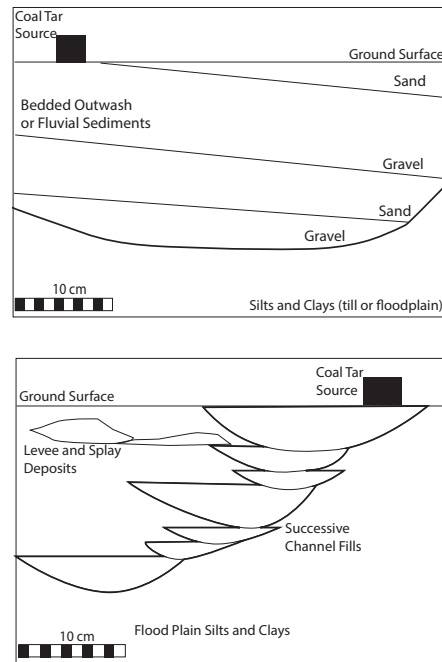 Coal Tar
Source
Ground Surface
Sand
Bedded Outwash
or Fluvial Sediments
Gravel
Sand
Gravel
10 cm
Silts and Clays (till or floodplain)
Coal Tar
Source
Ground Surface
Levee and Splay
Deposits
Successive
Channel Fills
10 cm
Flood Plain Silts and Clays